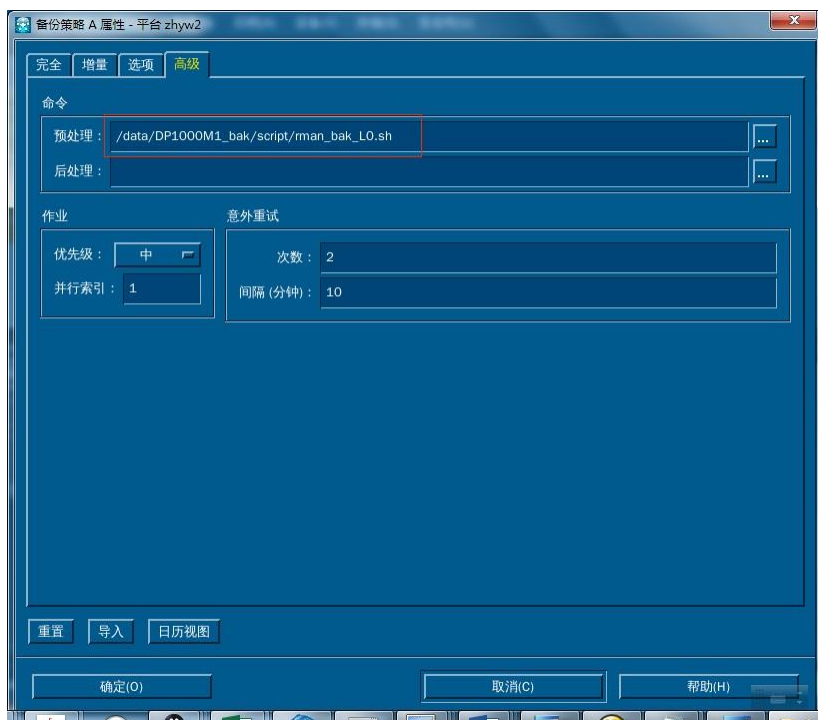 备份策略 A 属性 - 平台 zhyw2
完全 增量 选项 高级
命令
预处理： /data/DP1000M1_bak/script/rman_bak_L0.sh ...
后处理： ...
作业 意外重试
优先级： 中 次数： 2
并行索引： 1 间隔 (分钟)： 10
重置 导入 日历视图
确定(O) 取消(C) 帮助(H)